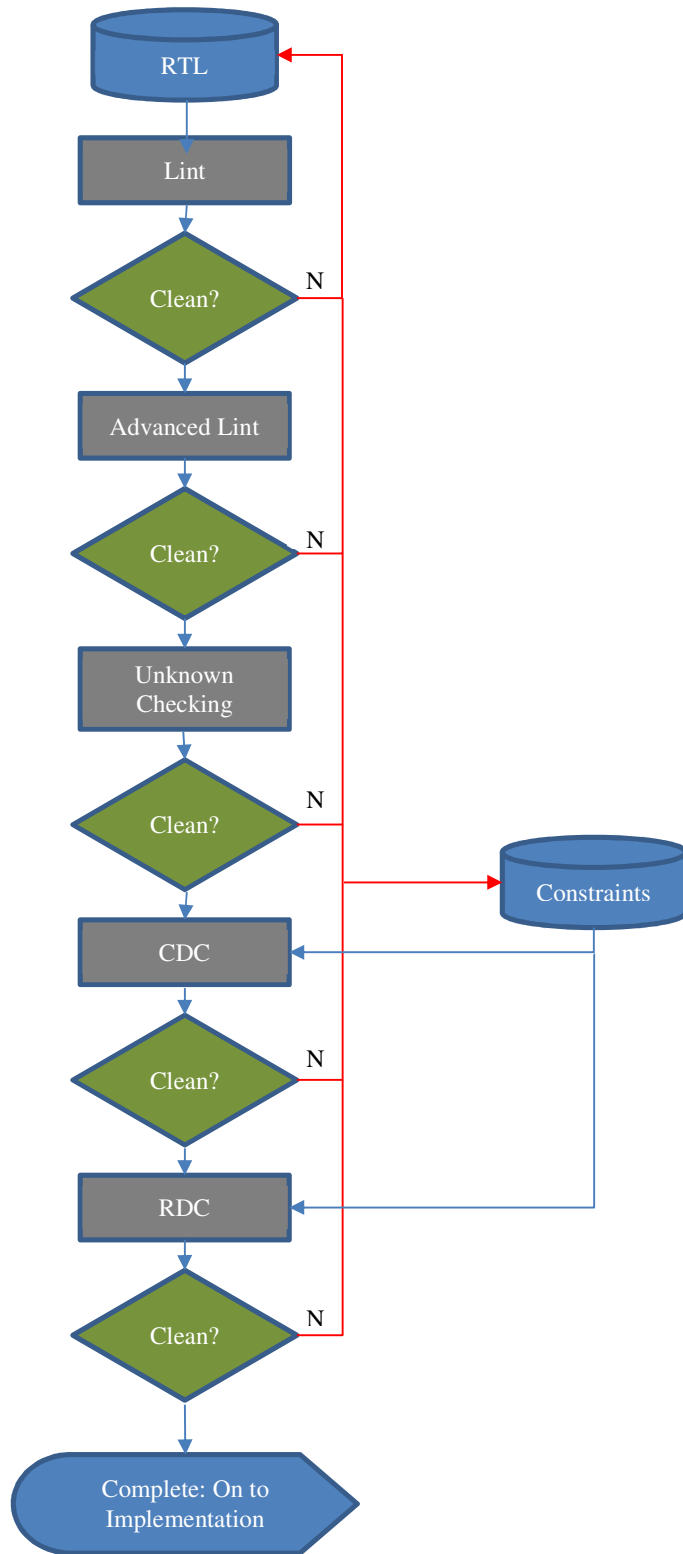 RTL
Lint
Clean?
N
Advanced Lint
Clean?
N
Unknown
Checking
Clean?
N
Constraints
CDC
Clean?
N
RDC
Clean?
N
Complete: On to
Implementation